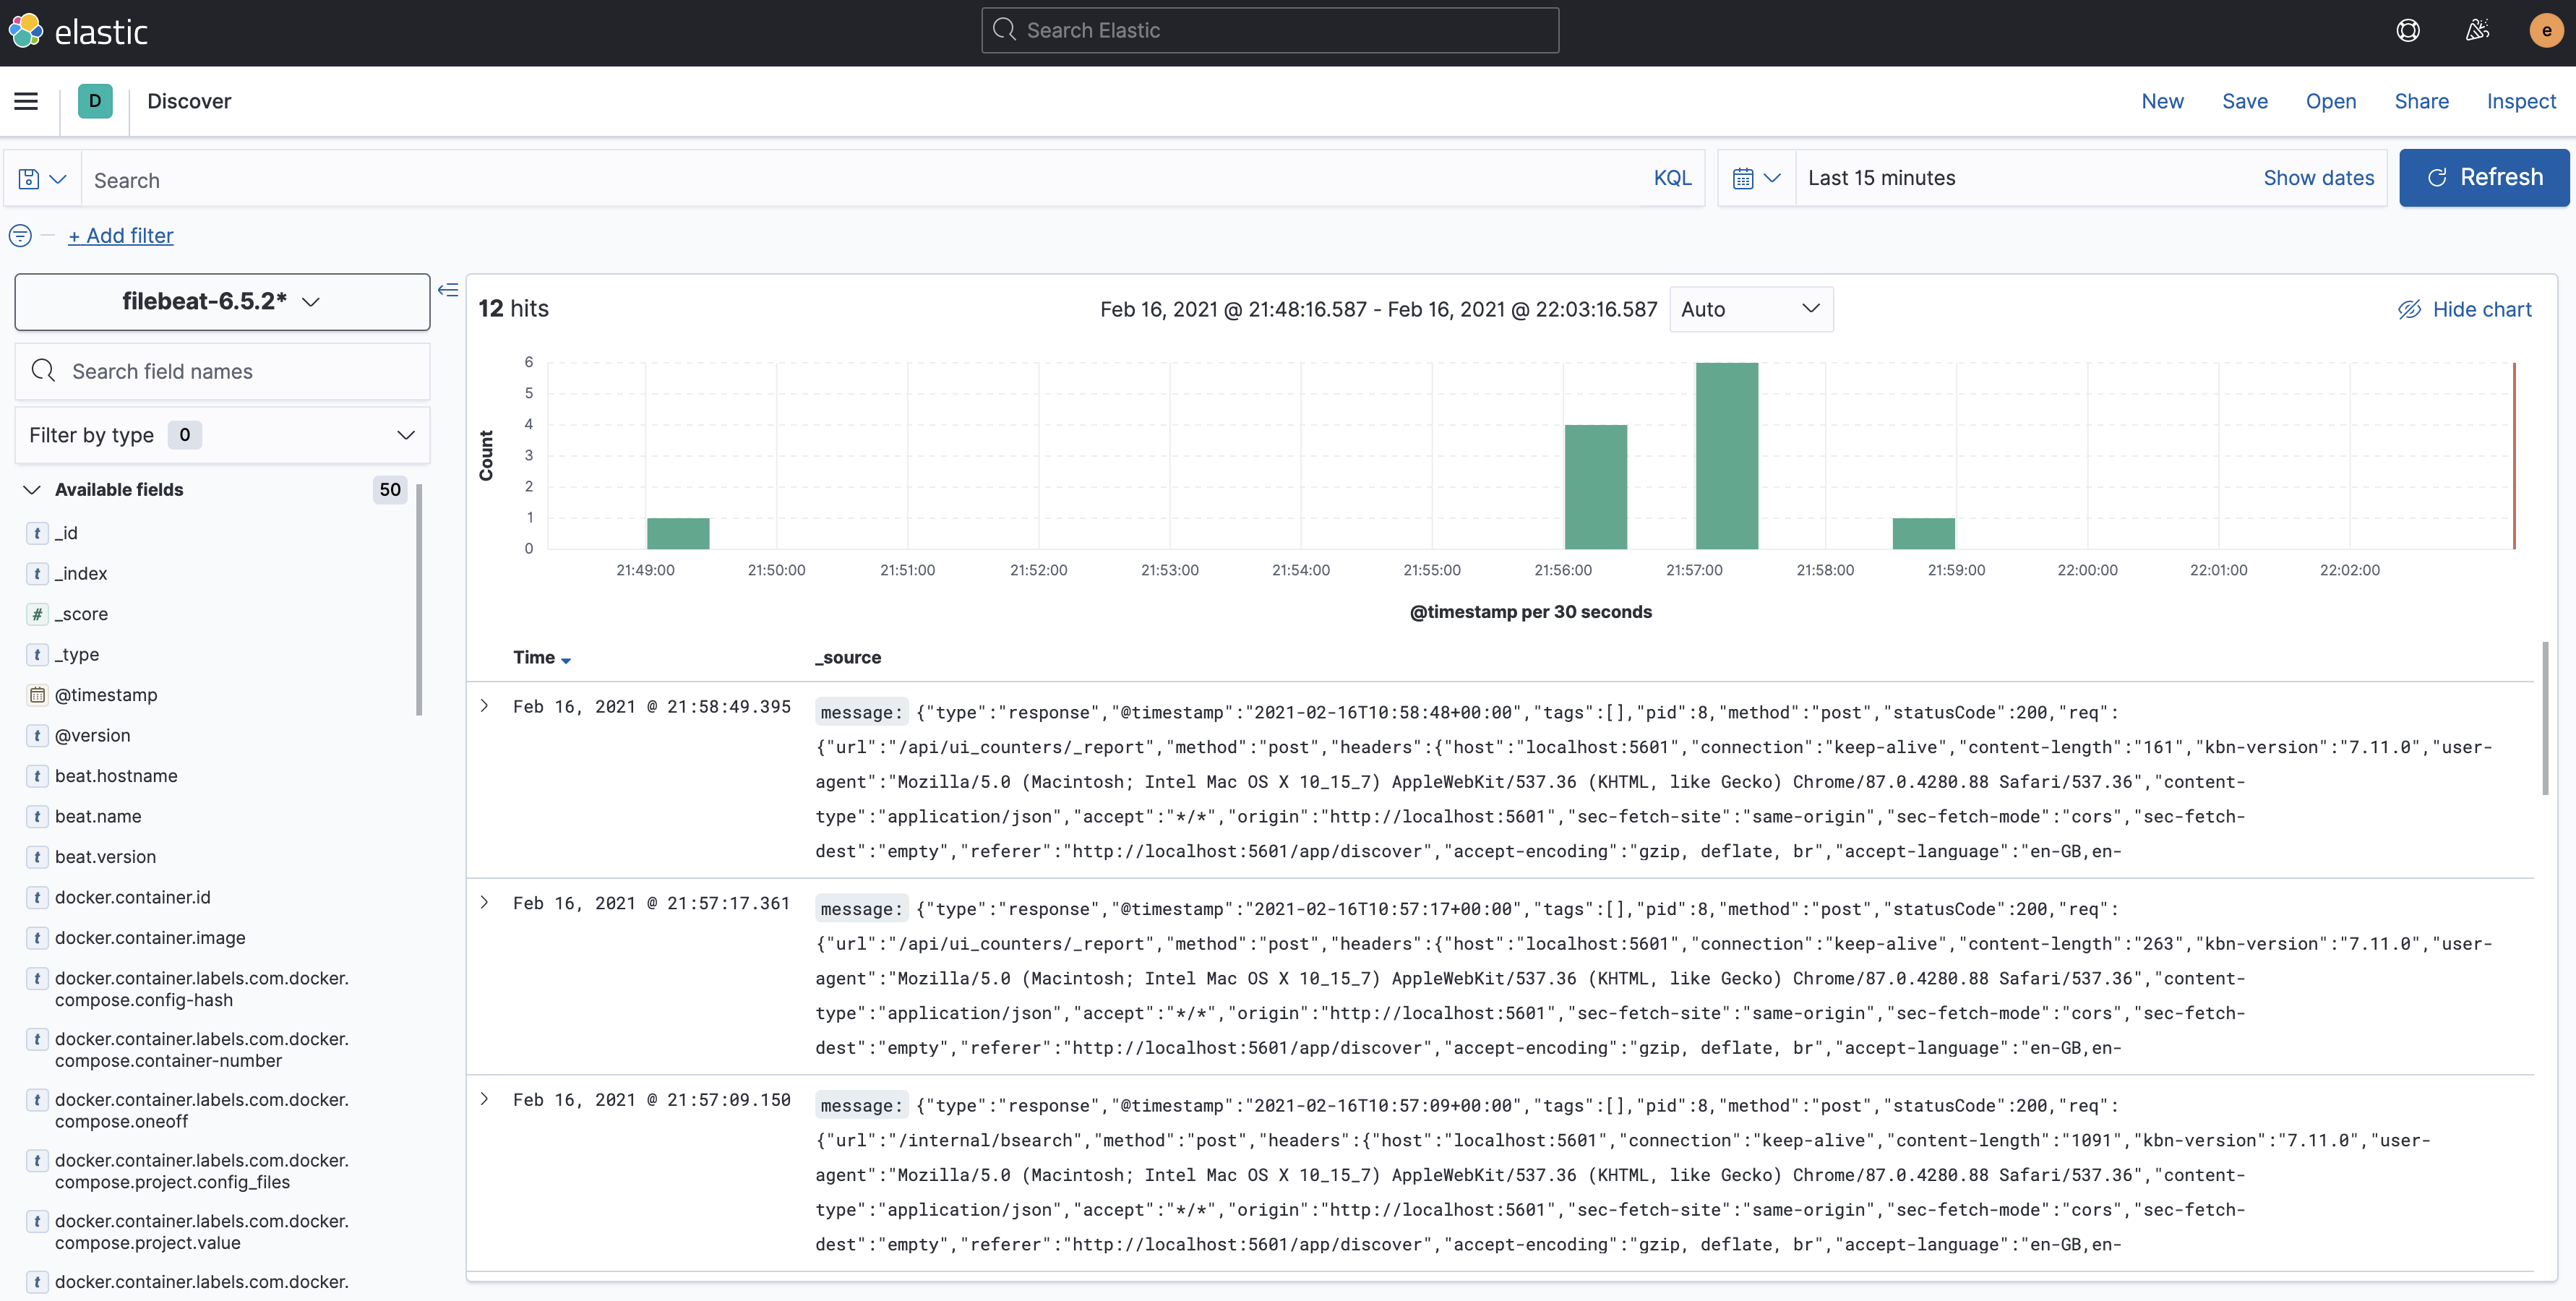 elastic
Search Elastic
e
D
Discover
New Save Open Share Inspect
Search
KQL
Last 15 minutes
Show dates
Refresh
+ Add filter
filebeat-6.5.2*
Search field names
Filter by type 0
Available fields 50
t _id
t _index
# _score
t _type
@timestamp
t @version
t beat.hostname
t beat.name
t beat.version
t docker.container.id
t docker.container.image
t docker.container.labels.com.docker.
compose.config-hash
t docker.container.labels.com.docker.
compose.container-number
t docker.container.labels.com.docker.
compose.oneoff
t docker.container.labels.com.docker.
compose.project.config_files
t docker.container.labels.com.docker.
compose.project.value
t docker.container.labels.com.docker.
12 hits
Feb 16, 2021 @ 21:48:16.587 - Feb 16, 2021 @ 22:03:16.587
Auto
Hide chart
Count
6
5
4
3
2
1
0
21:49:00 21:50:00 21:51:00 21:52:00 21:53:00 21:54:00 21:55:00 21:56:00 21:57:00 21:58:00 21:59:00 22:00:00 22:01:00 22:02:00
@timestamp per 30 seconds
Time _source
Feb 16, 2021 @ 21:58:49.395 message: {"type":"response","@timestamp":"2021-02-16T10:58:48+00:00","tags":[],"pid":8,"method":"post","statusCode":200,"req":
{"url":"/api/ui_counters/_report","method":"post","headers":{"host":"localhost:5601","connection":"keep-alive","content-length":"161","kbn-version":"7.11.0","user-
agent":"Mozilla/5.0 (Macintosh; Intel Mac OS X 10_15_7) AppleWebKit/537.36 (KHTML, like Gecko) Chrome/87.0.4280.88 Safari/537.36","content-
type":"application/json","accept":"*/*","origin":"http://localhost:5601","sec-fetch-site":"same-origin","sec-fetch-mode":"cors","sec-fetch-
dest":"empty","referer":"http://localhost:5601/app/discover","accept-encoding":"gzip, deflate, br","accept-language":"en-GB,en-
Feb 16, 2021 @ 21:57:17.361 message: {"type":"response","@timestamp":"2021-02-16T10:57:17+00:00","tags":[],"pid":8,"method":"post","statusCode":200,"req":
{"url":"/api/ui_counters/_report","method":"post","headers":{"host":"localhost:5601","connection":"keep-alive","content-length":"263","kbn-version":"7.11.0","user-
agent":"Mozilla/5.0 (Macintosh; Intel Mac OS X 10_15_7) AppleWebKit/537.36 (KHTML, like Gecko) Chrome/87.0.4280.88 Safari/537.36","content-
type":"application/json","accept":"*/*","origin":"http://localhost:5601","sec-fetch-site":"same-origin","sec-fetch-mode":"cors","sec-fetch-
dest":"empty","referer":"http://localhost:5601/app/discover","accept-encoding":"gzip, deflate, br","accept-language":"en-GB,en-
Feb 16, 2021 @ 21:57:09.150 message: {"type":"response","@timestamp":"2021-02-16T10:57:09+00:00","tags":[],"pid":8,"method":"post","statusCode":200,"req":
{"url":"/internal/bsearch","method":"post","headers":{"host":"localhost:5601","connection":"keep-alive","content-length":"1091","kbn-version":"7.11.0","user-
agent":"Mozilla/5.0 (Macintosh; Intel Mac OS X 10_15_7) AppleWebKit/537.36 (KHTML, like Gecko) Chrome/87.0.4280.88 Safari/537.36","content-
type":"application/json","accept":"*/*","origin":"http://localhost:5601","sec-fetch-site":"same-origin","sec-fetch-mode":"cors","sec-fetch-
dest":"empty","referer":"http://localhost:5601/app/discover","accept-encoding":"gzip, deflate, br","accept-language":"en-GB,en-